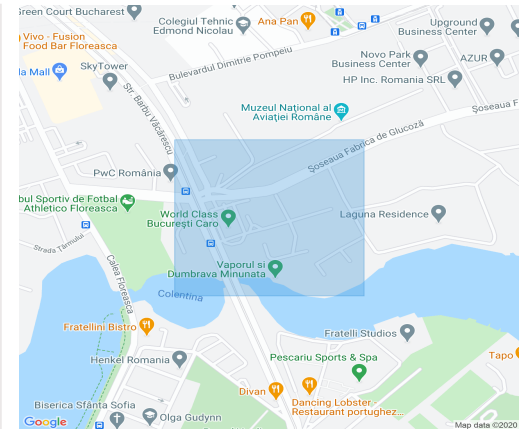 Green Court Bucharest
Colegiul Tehnic
Edmond Nicolau
Ana Pan
Upground
Business Center
Vivo - Fusion
Food Bar Floreasca
la Mall
SkyTower
Bulevardul Dimitrie Pompeiu
Novo Park
Business Center
AZUR
HP Inc. Romania SRL
Str. Barbu Văcărescu
Muzeul Național al
Aviației Române
Șoseaua F
Șoseaua Fabrica de Glucoză
PwC România
bul Sportiv de Fotbal
Athletico Floreasca
World Class
București Caro
Laguna Residence
Strada Tărmului
Calea Floreasca
Vaporul si
Dumbrava Minunata
Colentina
Fratellini Bistro
Fratelli Studios
Henkel Romania
Pescariu Sports & Spa
Tapo
Divan
Dancing Lobster -
Restaurant portughez...
Biserica Sfânta Sofia
Olga Gudynn
Google
Map data ©2020